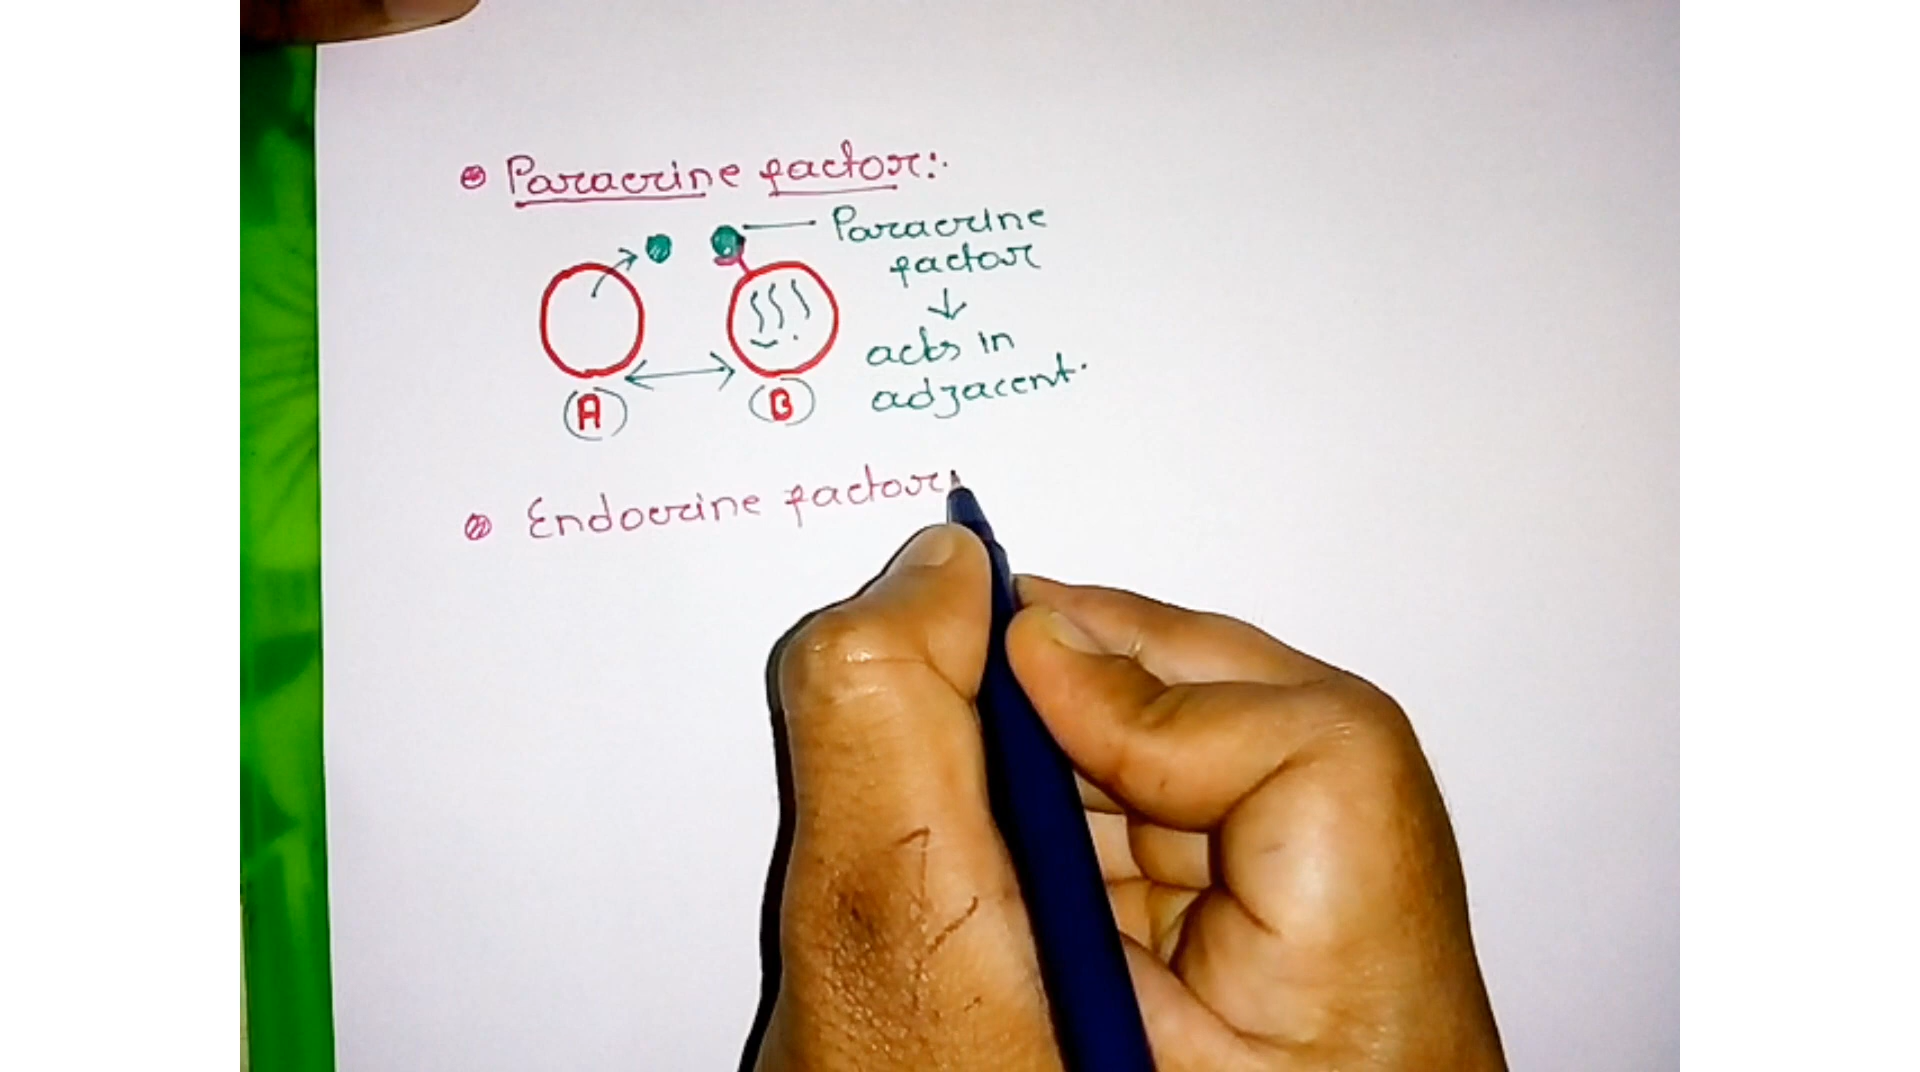 Paracrine factor:
Paracrine
factor
acts in
adjacent.
(A)
(B)
Endocrine factor